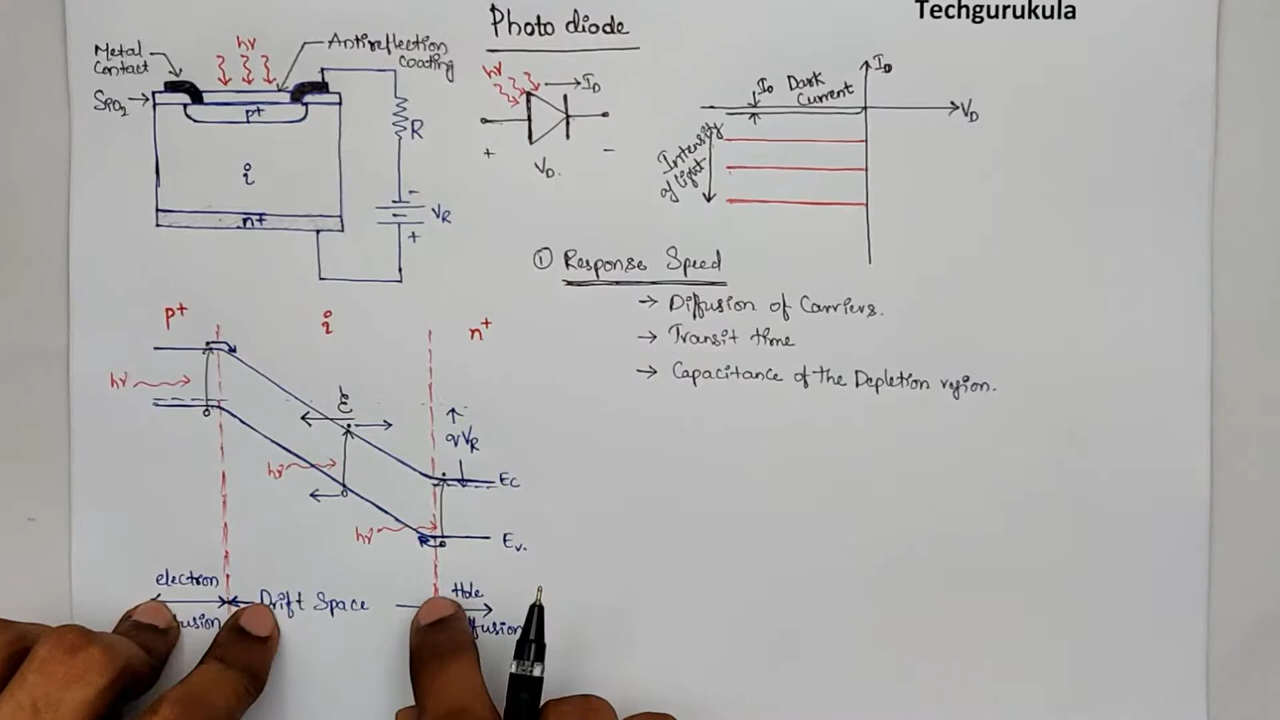 Techgurukula
Photo diode
Metal
Contact
hν
Antireflection
coating
SiO₂
p+
i
n+
R
-
VR
+
hν
ID
+
-
VD.
ID
I0 Dark
Current
VD
Intensity
of light
① Response Speed
→ Diffusion of Carriers.
→ Transit time
→ Capacitance of the Depletion region.
p+
i
n+
hν
ε
hν
qVR
EC
hν
Ev.
electron
Drift Space
Hole